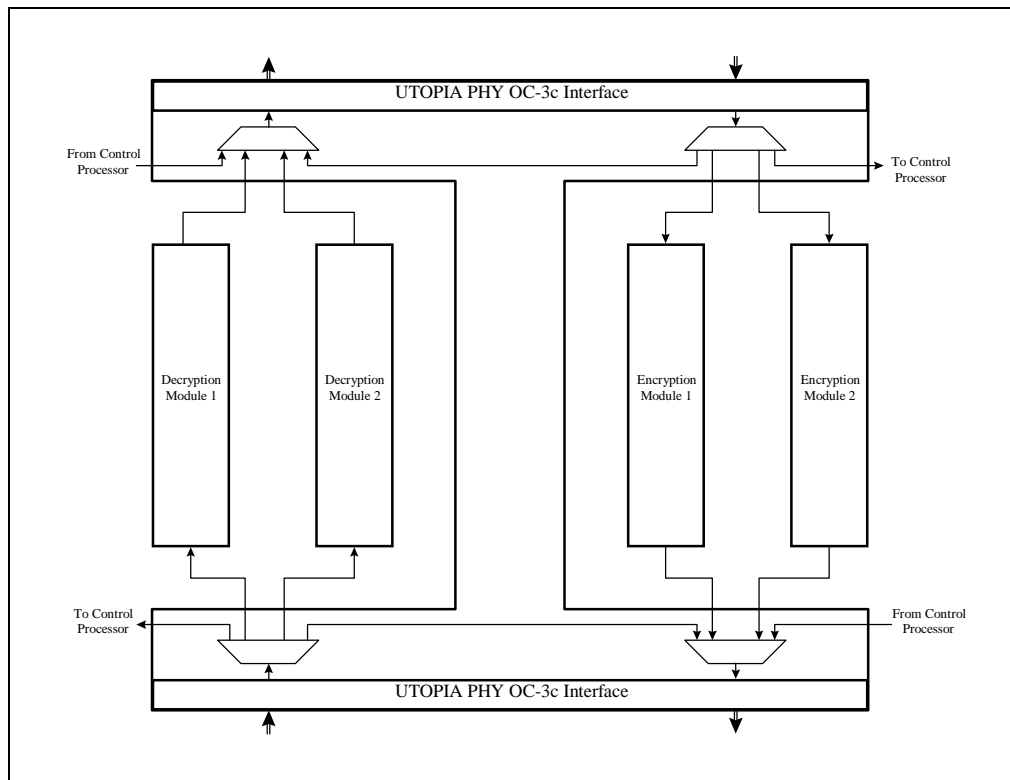 UTOPIA PHY OC-3c Interface
From Control
Processor
To Control
Processor
Decryption
Module 1
Decryption
Module 2
Encryption
Module 1
Encryption
Module 2
To Control
Processor
From Control
Processor
UTOPIA PHY OC-3c Interface